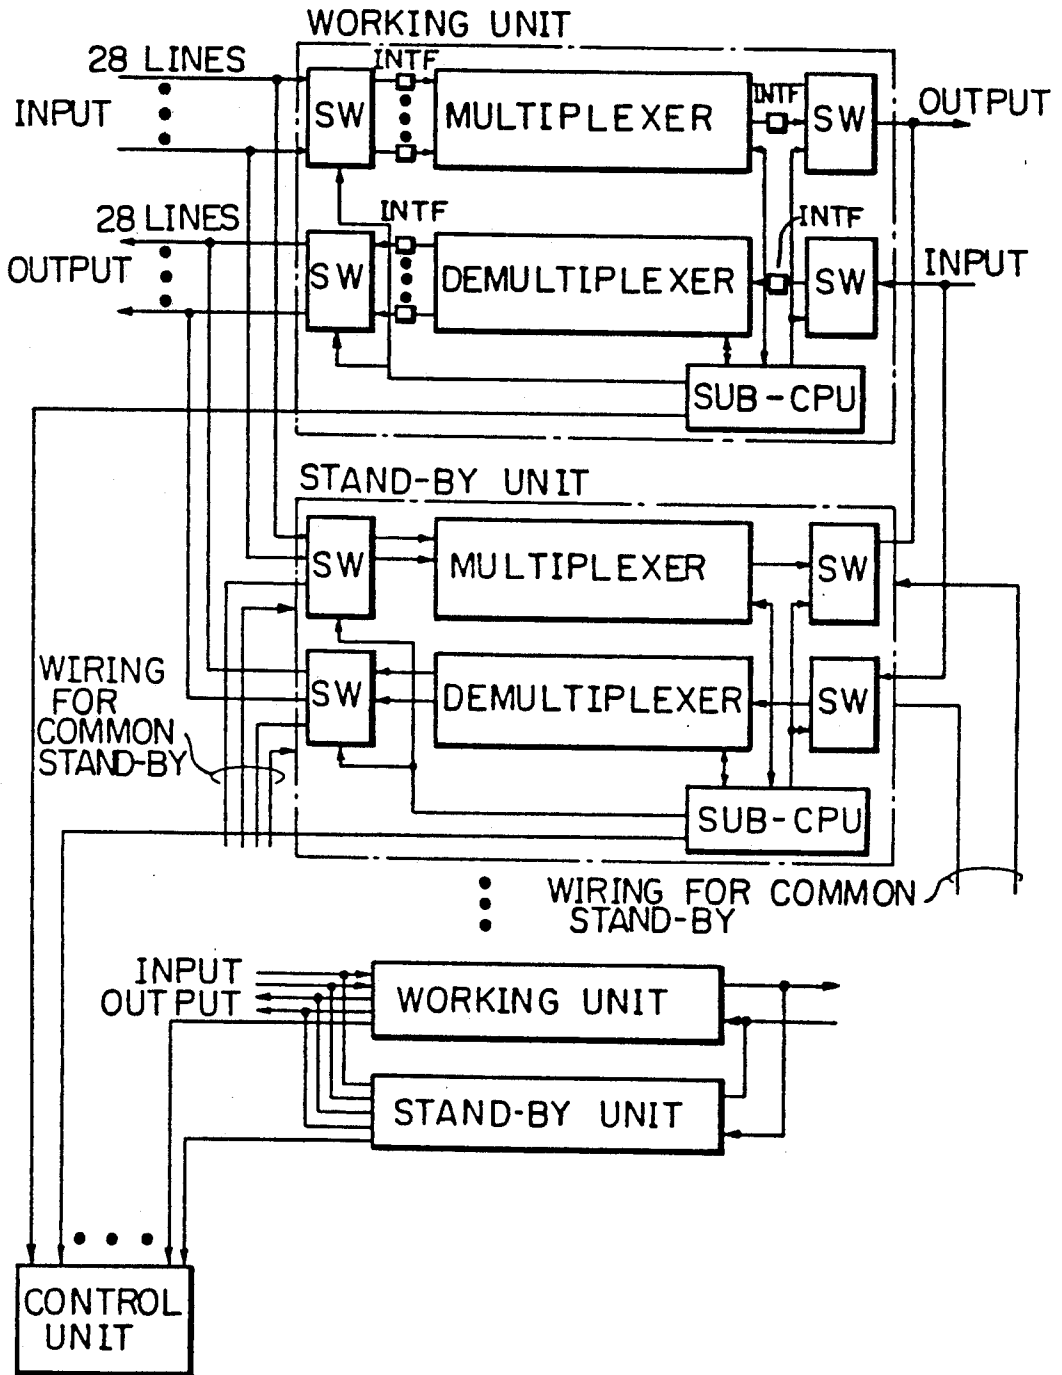 WORKING UNIT
28 LINES
INTF
INPUT
SW
MULTIPLEXER
INTF
SW
OUTPUT
28 LINES
INTF
INTF
OUTPUT
SW
DEMULTIPLEXER
SW
INPUT
SUB-CPU
STAND-BY UNIT
SW
MULTIPLEXER
SW
WIRING
FOR
COMMON
STAND-BY
SW
DEMULTIPLEXER
SW
SUB-CPU
WIRING FOR COMMON
STAND-BY
INPUT
OUTPUT
WORKING UNIT
STAND-BY UNIT
CONTROL
UNIT